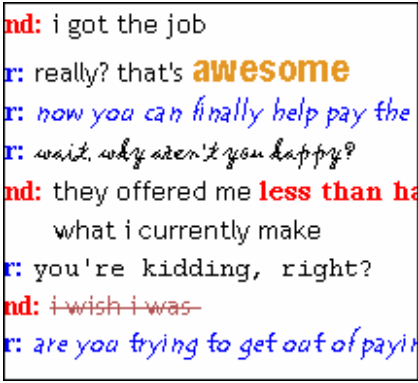 nd: i got the job
r: really? that's awesome
r: now you can finally help pay the
r: wait, why aren't you happy?
nd: they offered me less than ha
what i currently make
r: you're kidding, right?
nd: i wish i was
r: are you trying to get out of payin